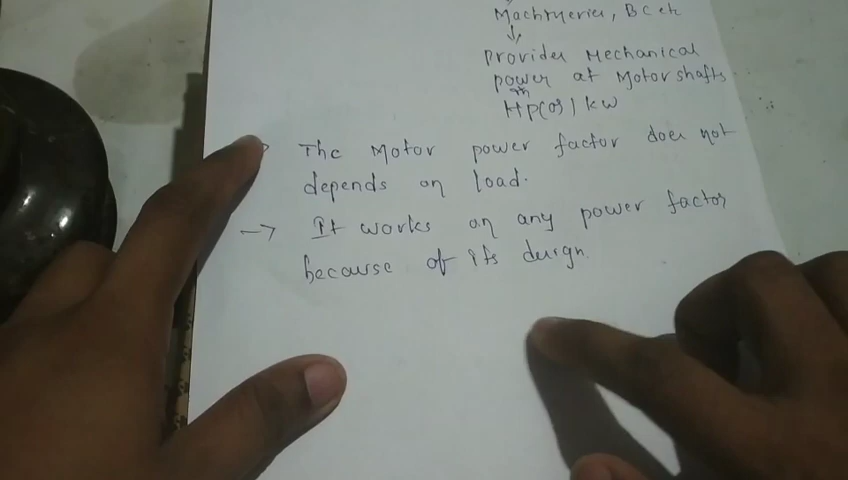 Machineries, BC etc
↓
provides Mechanical
power at Motor shafts
in
HP(or) kw
→ The Motor power factor does not
depends on load.
→ It works on any power factor
because of its design.